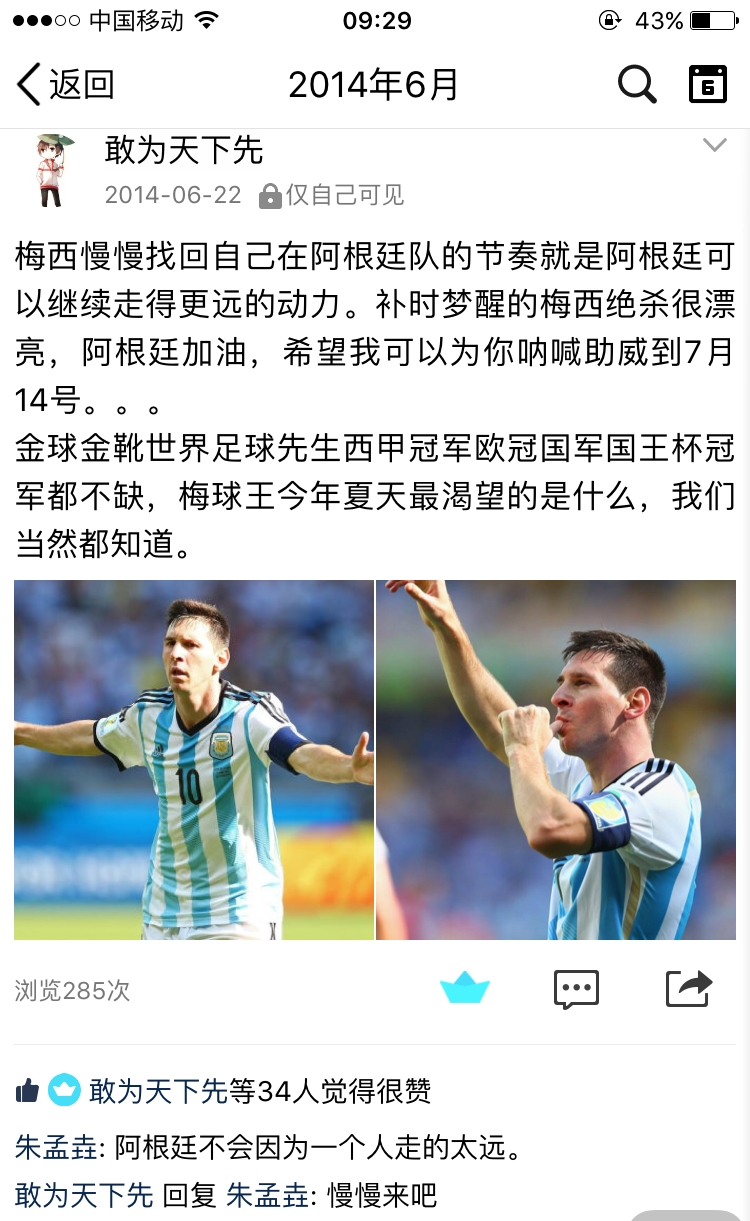 中国移动 09:29 43%
返回 2014年6月 6
敢为天下先
2014-06-22 仅自己可见
梅西慢慢找回自己在阿根廷队的节奏就是阿根廷可
以继续走得更远的动力。补时梦醒的梅西绝杀很漂
亮，阿根廷加油，希望我可以为你呐喊助威到7月
14号。。。
金球金靴世界足球先生西甲冠军欧冠国军国王杯冠
军都不缺，梅球王今年夏天最渴望的是什么，我们
当然都知道。
10
浏览285次
敢为天下先等34人觉得很赞
朱孟垚: 阿根廷不会因为一个人走的太远。
敢为天下先 回复 朱孟垚: 慢慢来吧